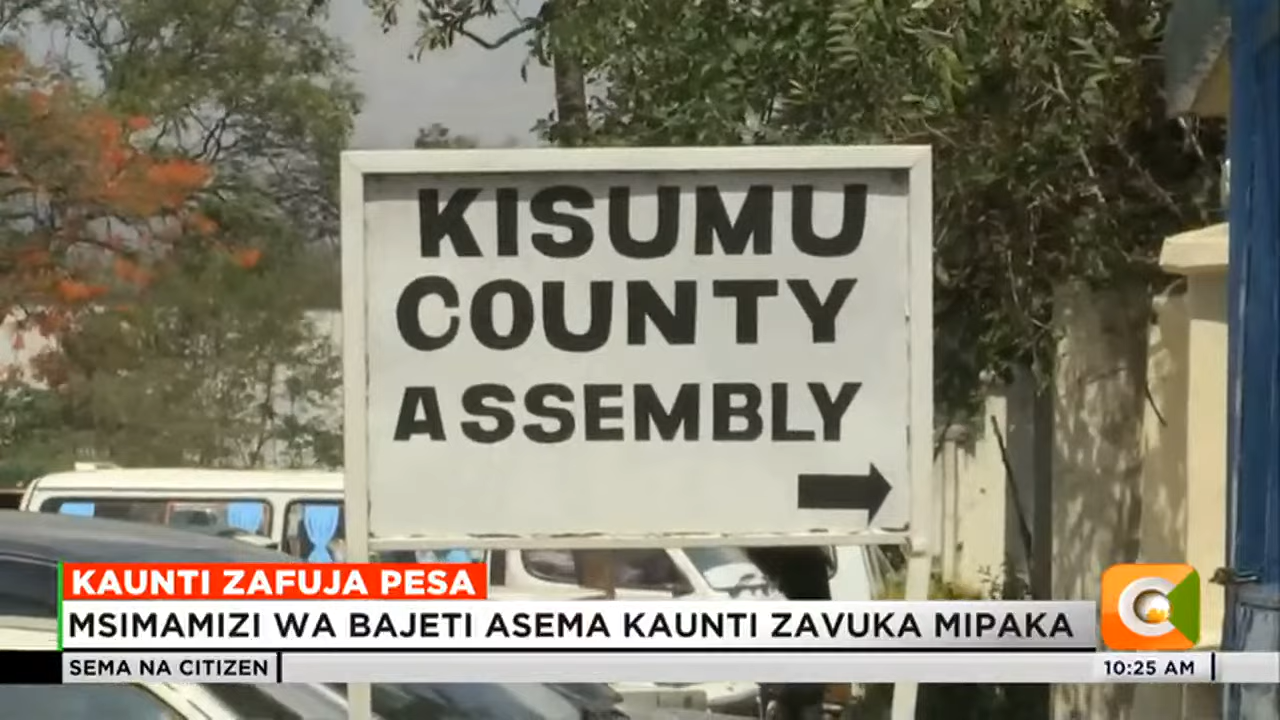 KISUMU
COUNTY
ASSEMBLY
KAUNTI ZAFUJA PESA
MSIMAMIZI WA BAJETI ASEMA KAUNTI ZAVUKA MIPAKA
SEMA NA CITIZEN
10:25 AM